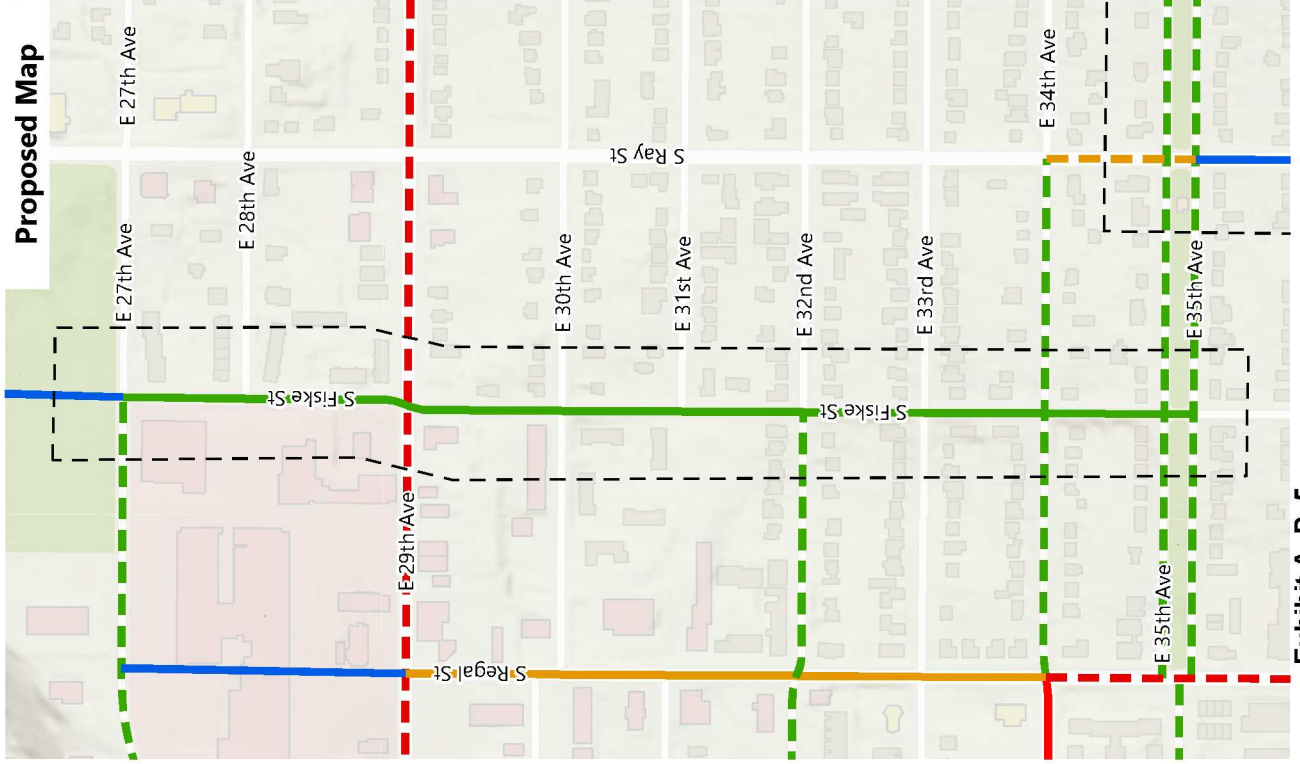 Proposed Map
E 27th Ave
E 27th Ave
E 28th Ave
S Ray St
E 34th Ave
E 30th Ave
E 31st Ave
E 32nd Ave
E 33rd Ave
E 35th Ave
S Fiske St
S Fiske St
E 29th Ave
S Regal St
E 35th Ave